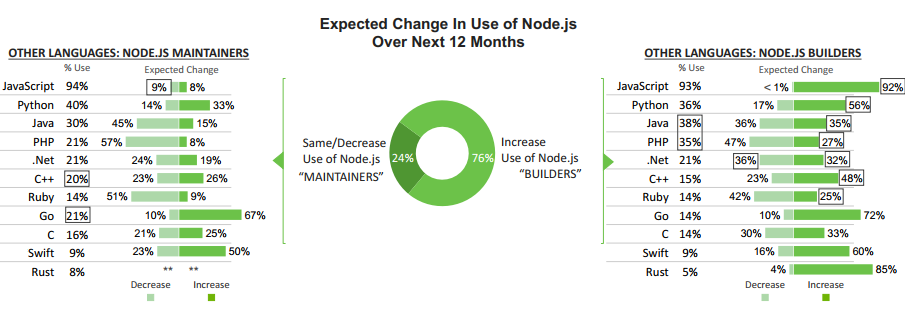 Expected Change In Use of Node.js
Over Next 12 Months
OTHER LANGUAGES: NODE.JS MAINTAINERS
% Use Expected Change
JavaScript 94% 9% 8%
Python 40% 14% 33%
Java 30% 45% 15%
PHP 21% 57% 8%
.Net 21% 24% 19%
C++ 20% 23% 26%
Ruby 14% 51% 9%
Go 21% 10% 67%
C 16% 21% 25%
Swift 9% 23% 50%
Rust 8% ** **
Decrease Increase
Same/Decrease
Use of Node.js
“MAINTAINERS”
24%
76%
Increase
Use of Node.js
“BUILDERS”
OTHER LANGUAGES: NODE.JS BUILDERS
% Use Expected Change
JavaScript 93% < 1% 92%
Python 36% 17% 56%
Java 38% 36% 35%
PHP 35% 47% 27%
.Net 21% 36% 32%
C++ 15% 23% 48%
Ruby 14% 42% 25%
Go 14% 10% 72%
C 14% 30% 33%
Swift 9% 16% 60%
Rust 5% 4% 85%
Decrease Increase